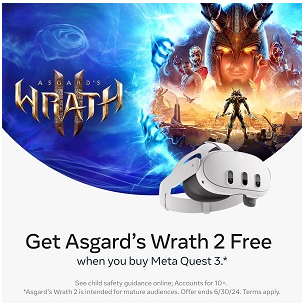 ASGARD'S
WRATH II
Get Asgard's Wrath 2 Free
when you buy Meta Quest 3.*
See child safety guidance online; Accounts for 10+.
*Asgard's Wrath 2 is intended for mature audiences. Offer ends 6/30/24. Terms apply.